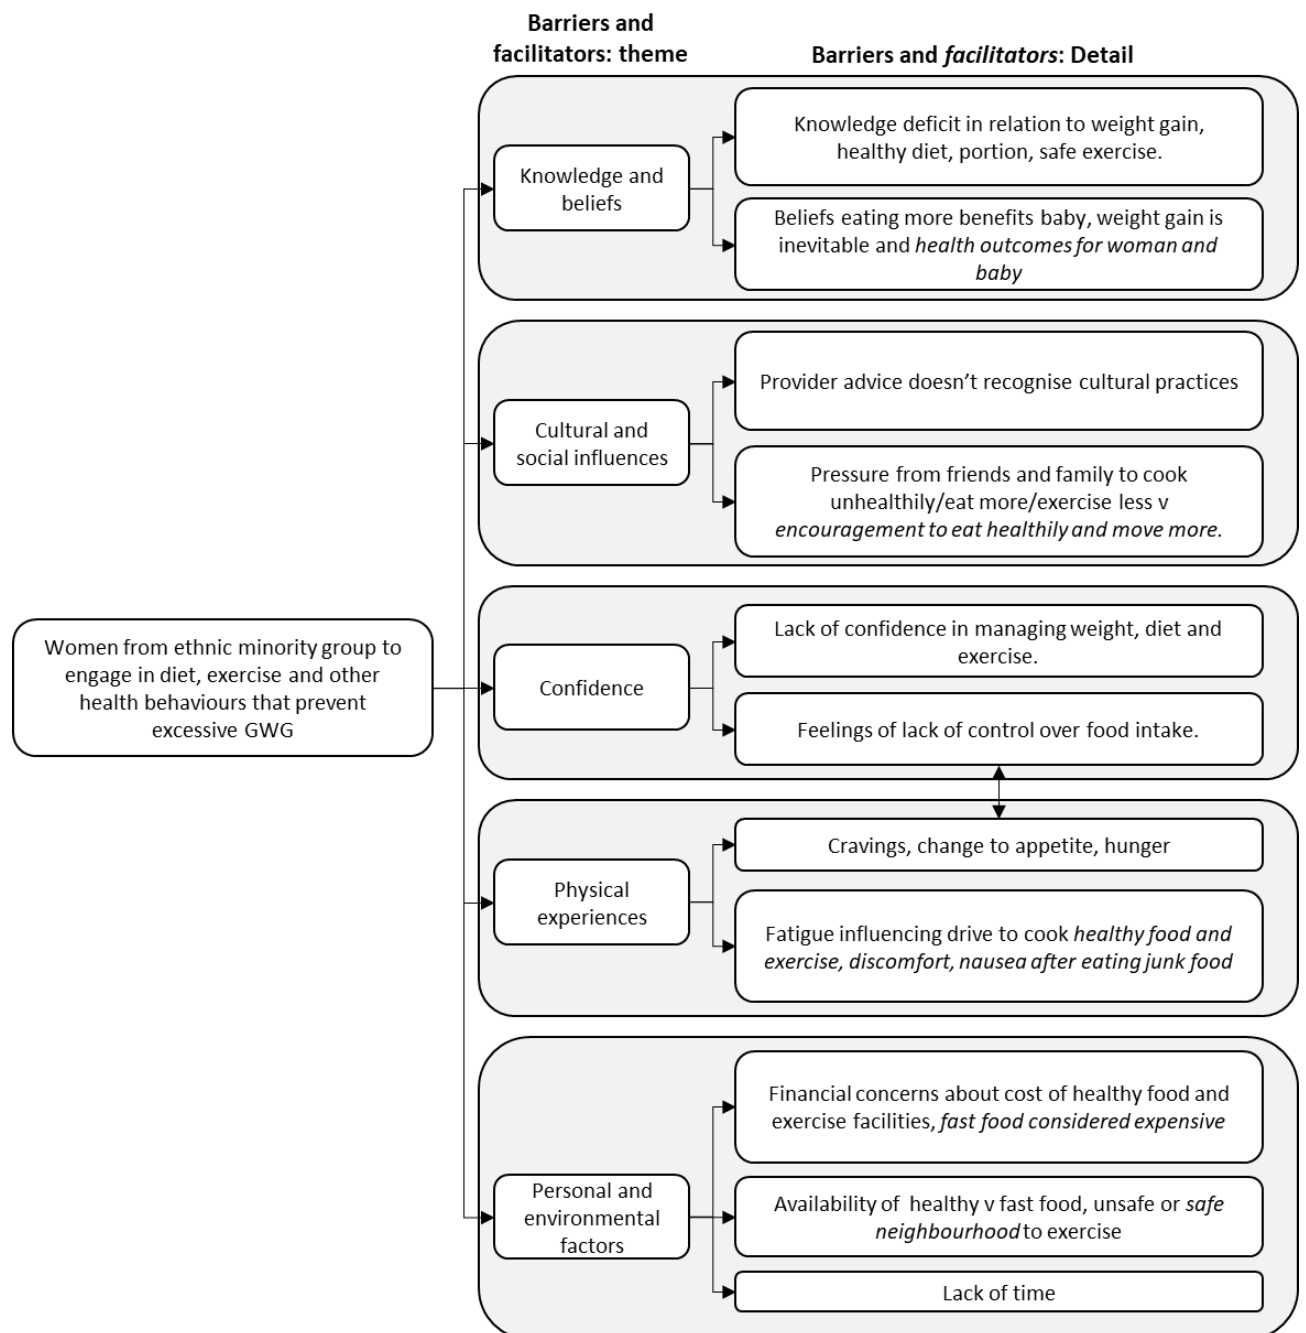 Barriers and
facilitators: theme
Barriers and facilitators: Detail
Knowledge and
beliefs
Knowledge deficit in relation to weight gain,
healthy diet, portion, safe exercise.
Beliefs eating more benefits baby, weight gain is
inevitable and health outcomes for woman and
baby
Cultural and
social influences
Provider advice doesn’t recognise cultural practices
Pressure from friends and family to cook
unhealthily/eat more/exercise less v
encouragement to eat healthily and move more.
Women from ethnic minority group to
engage in diet, exercise and other
health behaviours that prevent
excessive GWG
Confidence
Lack of confidence in managing weight, diet and
exercise.
Feelings of lack of control over food intake.
Physical
experiences
Cravings, change to appetite, hunger
Fatigue influencing drive to cook healthy food and
exercise, discomfort, nausea after eating junk food
Personal and
environmental
factors
Financial concerns about cost of healthy food and
exercise facilities, fast food considered expensive
Availability of healthy v fast food, unsafe or safe
neighbourhood to exercise
Lack of time